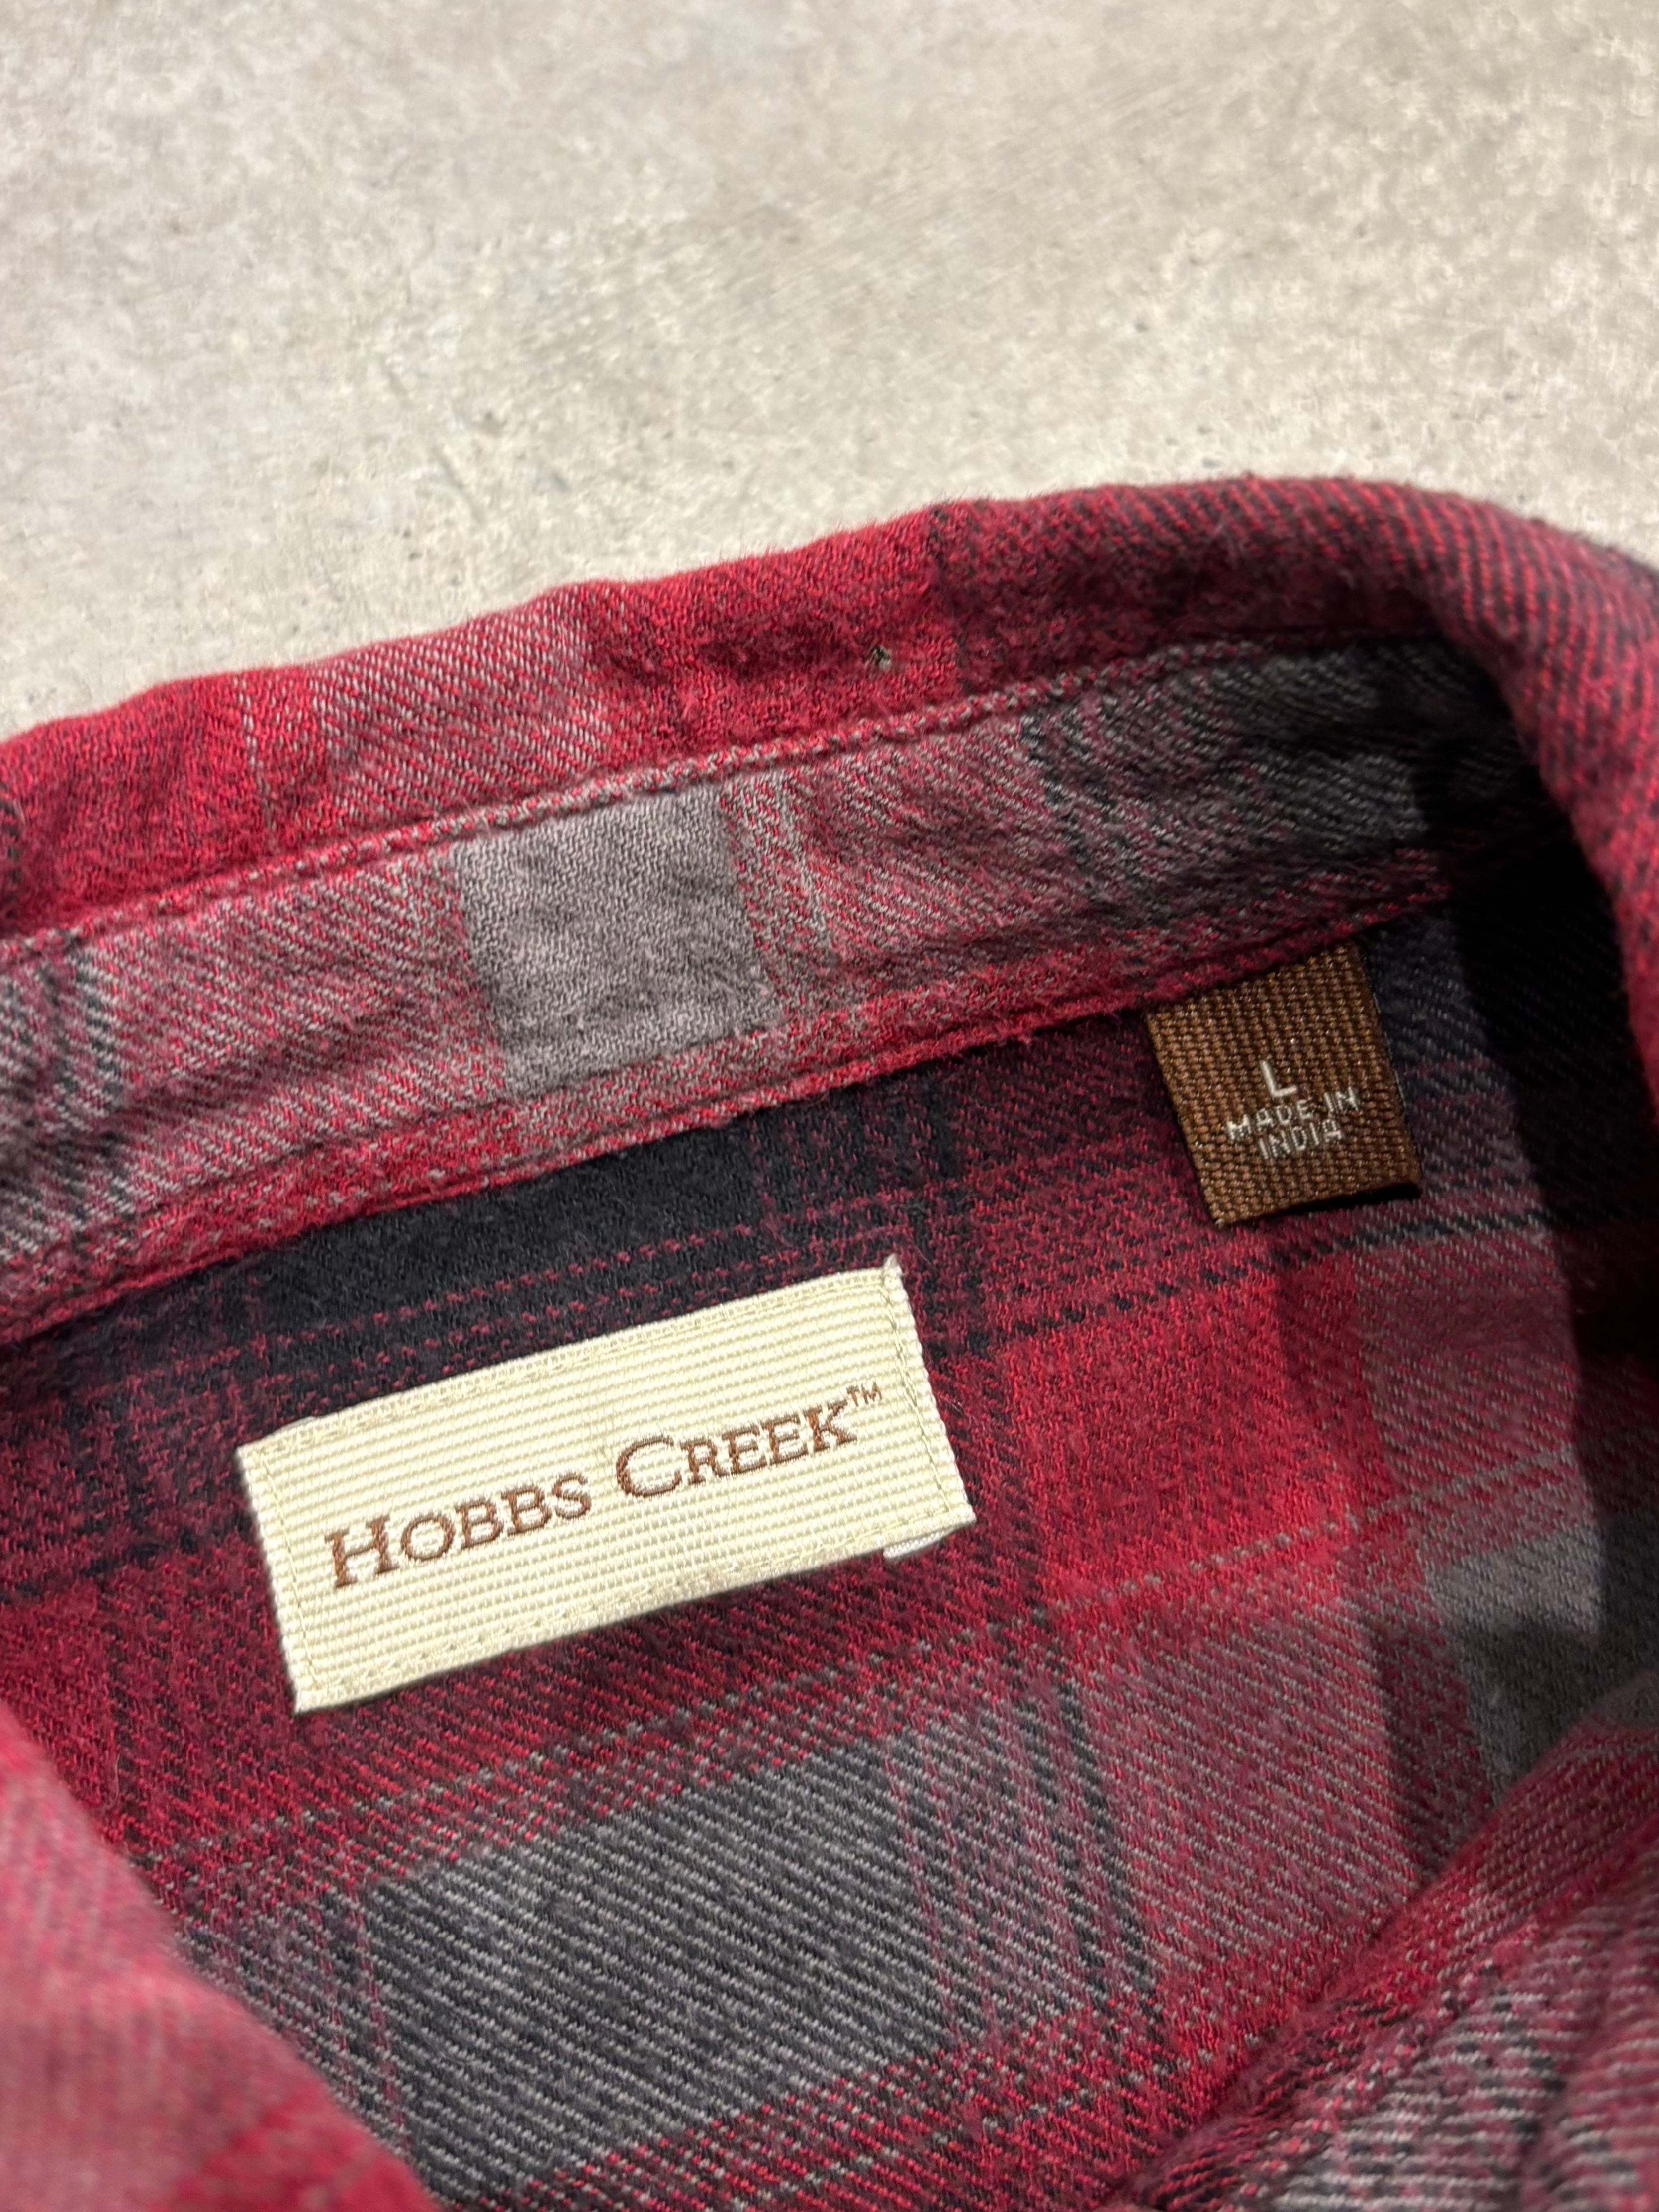 L
MADE IN
INDIA
HOBBS CREEK™